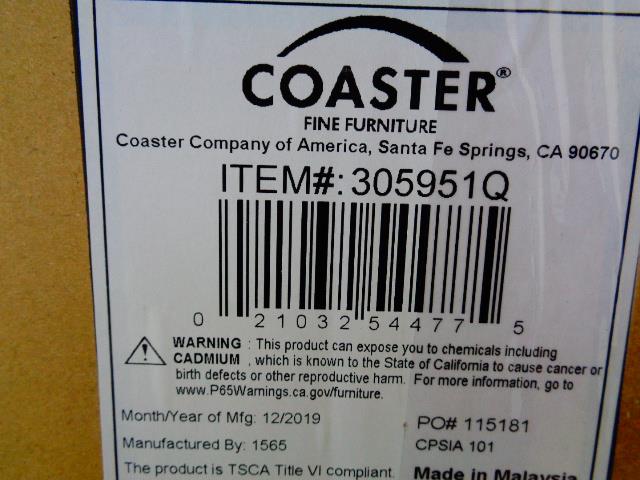 COASTER®
FINE FURNITURE
Coaster Company of America, Santa Fe Springs, CA 90670
ITEM#: 305951Q
0 21032 54477 5
WARNING : This product can expose you to chemicals including
CADMIUM , which is known to the State of California to cause cancer or
birth defects or other reproductive harm. For more information, go to
www.P65Warnings.ca.gov/furniture.
Month/Year of Mfg: 12/2019 PO# 115181
Manufactured By: 1565 CPSIA 101
The product is TSCA Title VI compliant. Made in Malaysia